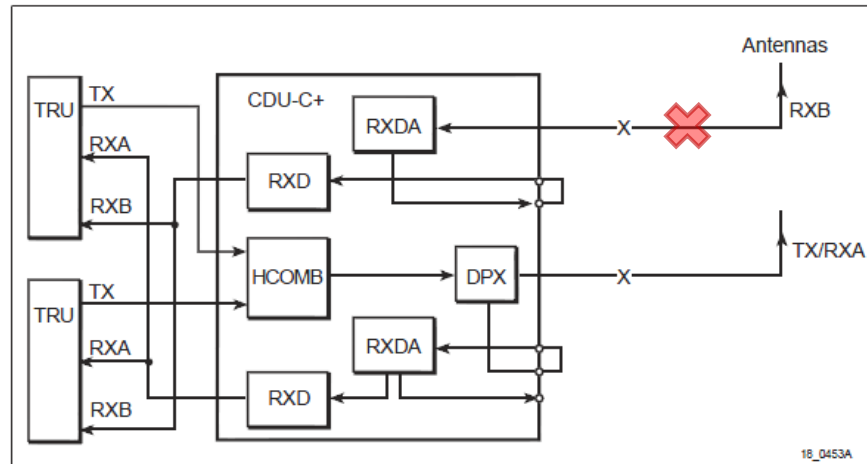 Antennas
TRU
TX
CDU-C+
RXDA
X
RXB
RXA
RXD
RXB
HCOMB
DPX
X
TX/RXA
TRU
TX
RXDA
RXA
RXD
RXB
18_0453A